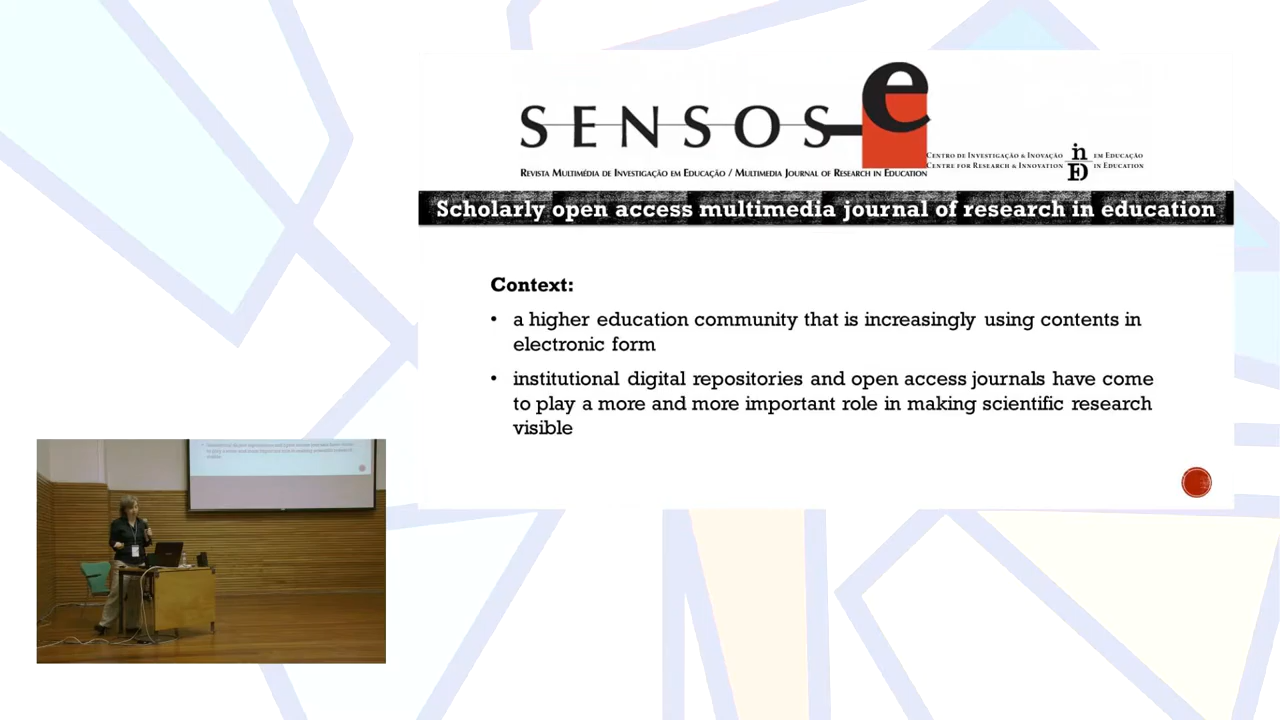 SENSOS-e
REVISTA MULTIMÉDIA DE INVESTIGAÇÃO EM EDUCAÇÃO / MULTIMEDIA JOURNAL OF RESEARCH IN EDUCATION
CENTRO DE INVESTIGAÇÃO & INOVAÇÃO EM EDUCAÇÃO
CENTRE FOR RESEARCH & INNOVATION IN EDUCATION
inED
Scholarly open access multimedia journal of research in education
Context:
• a higher education community that is increasingly using contents in
electronic form
• institutional digital repositories and open access journals have come
to play a more and more important role in making scientific research
visible